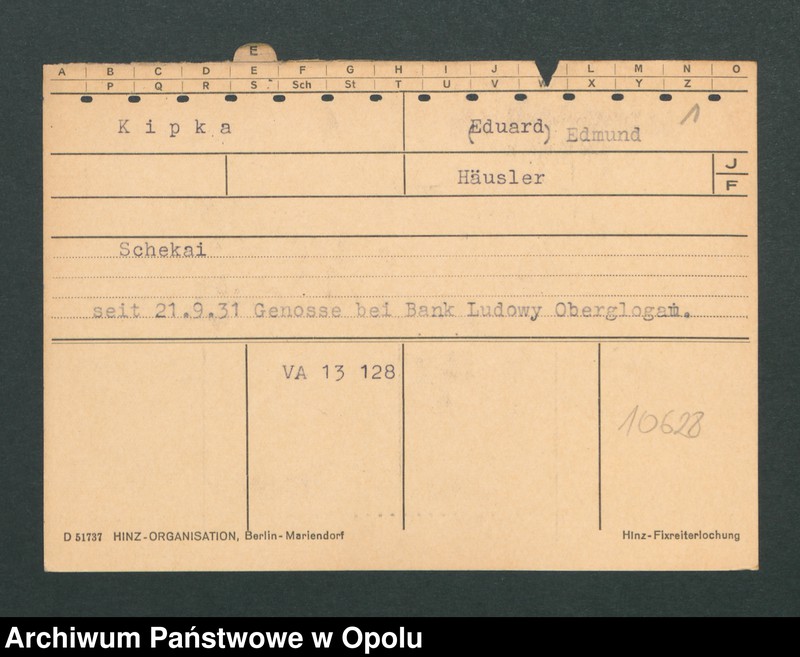 E
A B C D E F G H I J L M N O
P Q R S Sch St T U V W X Y Z
Kipka (Eduard) Edmund 1
Häusler J
F
Schekai
seit 21.9.31 Genosse bei Bank Ludowy Oberglogau.
VA 13 128
10628
D 51737 HINZ-ORGANISATION, Berlin-Mariendorf Hinz-Fixreiterlochung
Archiwum Państwowe w Opolu